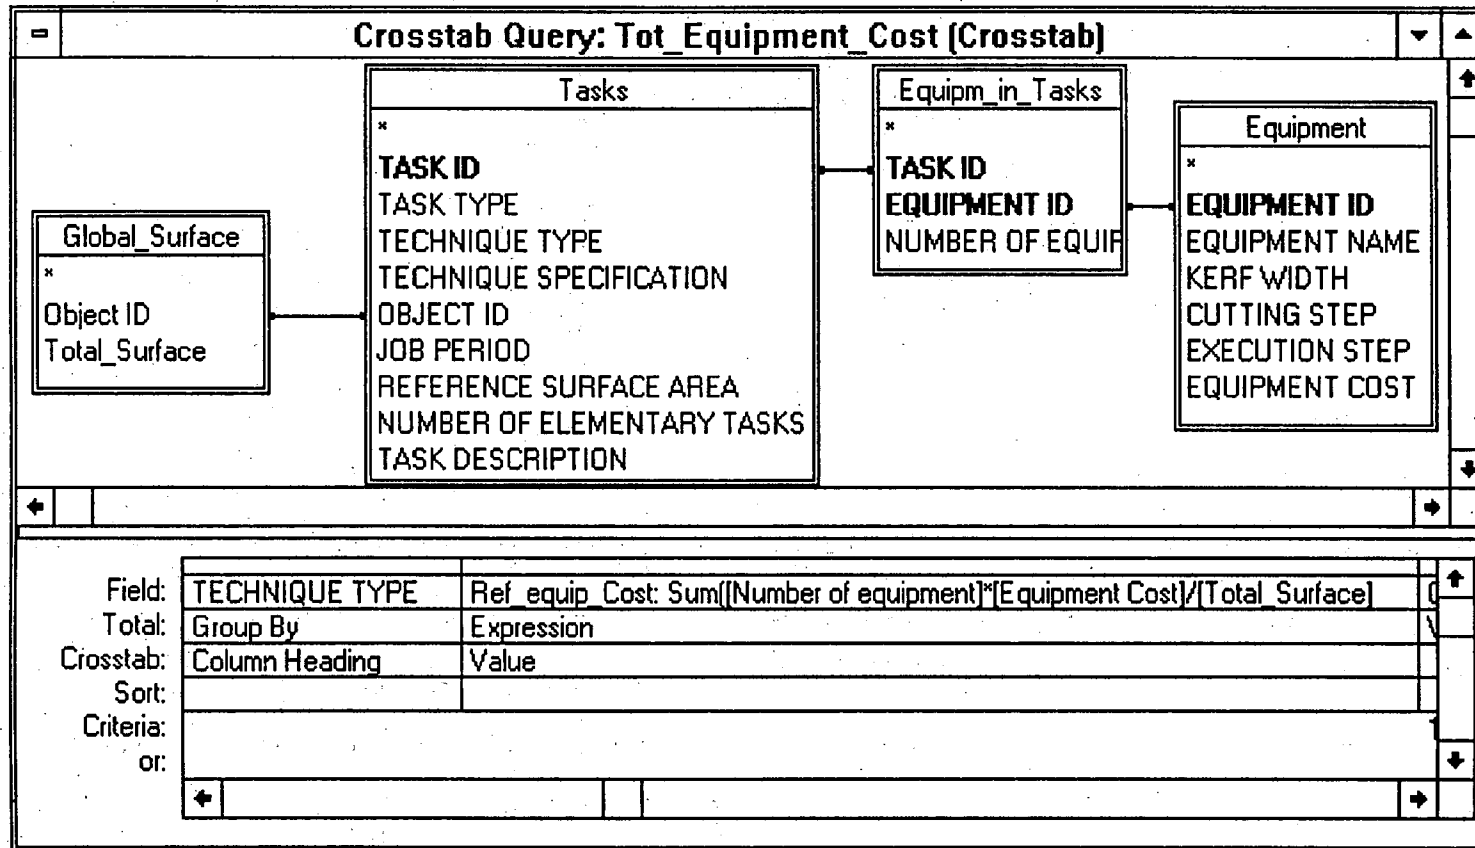 Crosstab Query: Tot_Equipment_Cost (Crosstab)
Tasks
*
TASK ID
TASK TYPE
TECHNIQUE TYPE
TECHNIQUE SPECIFICATION
OBJECT ID
JOB PERIOD
REFERENCE SURFACE AREA
NUMBER OF ELEMENTARY TASKS
TASK DESCRIPTION
Equipm_in_Tasks
*
TASK ID
EQUIPMENT ID
NUMBER OF EQUIP
Equipment
*
EQUIPMENT ID
EQUIPMENT NAME
KERF WIDTH
CUTTING STEP
EXECUTION STEP
EQUIPMENT COST
Global_Surface
*
Object ID
Total_Surface
Field: TECHNIQUE TYPE Ref_equip_Cost: Sum([Number of equipment]*[Equipment Cost]/[Total_Surface]
Total: Group By Expression
Crosstab: Column Heading Value
Sort:
Criteria:
or: